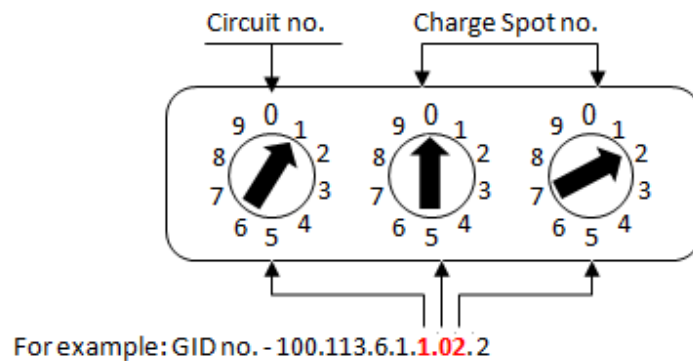 Circuit no. Charge Spot no.
0 0 0
9 1 9 1 9 1
8 2 8 2 8 2
7 3 7 3 7 3
6 4 6 4 6 4
5 5 5
For example: GID no. - 100.113.6.1.1.02.2